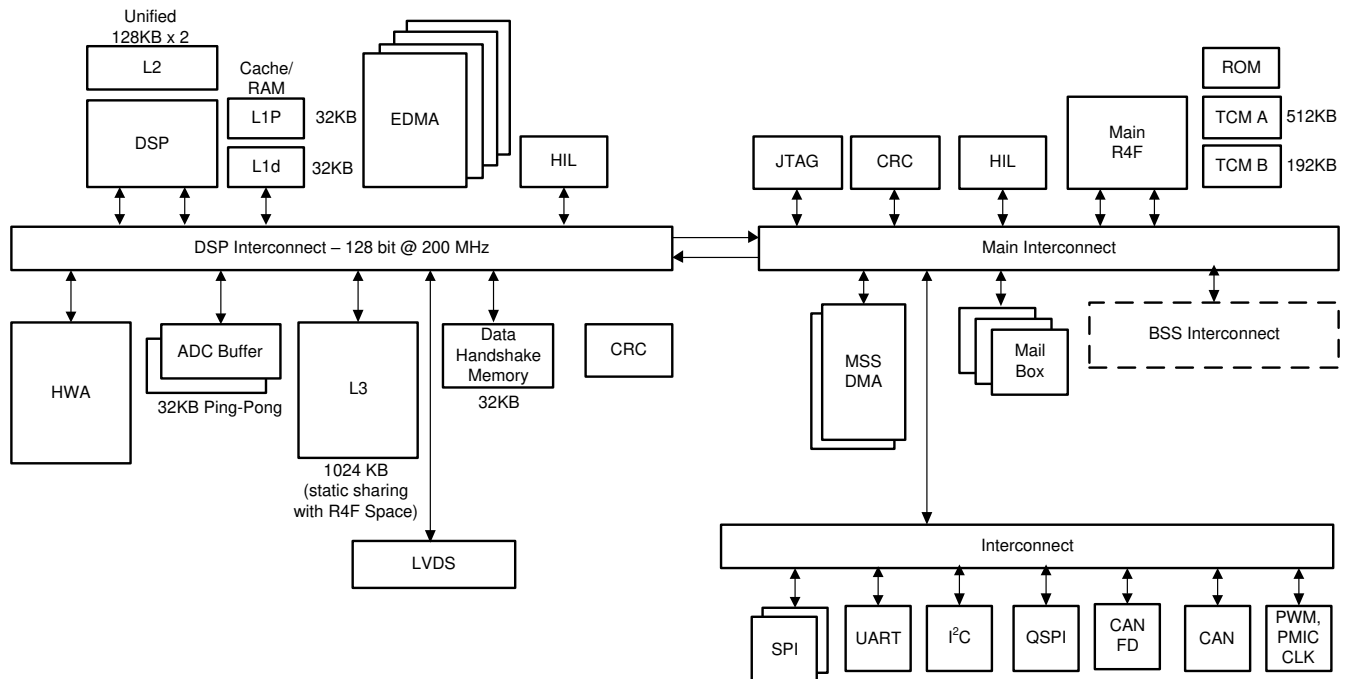 Unified
128KB x 2
L2
Cache/
RAM
L1P
32KB
DSP
L1d
32KB
EDMA
HIL
JTAG
CRC
HIL
Main
R4F
ROM
TCM A
512KB
TCM B
192KB
DSP Interconnect – 128 bit @ 200 MHz
Main Interconnect
HWA
ADC Buffer
32KB Ping-Pong
L3
1024 KB
(static sharing
with R4F Space)
Data
Handshake
Memory
32KB
CRC
LVDS
MSS
DMA
Mail
Box
BSS Interconnect
Interconnect
SPI
UART
I²C
QSPI
CAN
FD
CAN
PWM,
PMIC
CLK